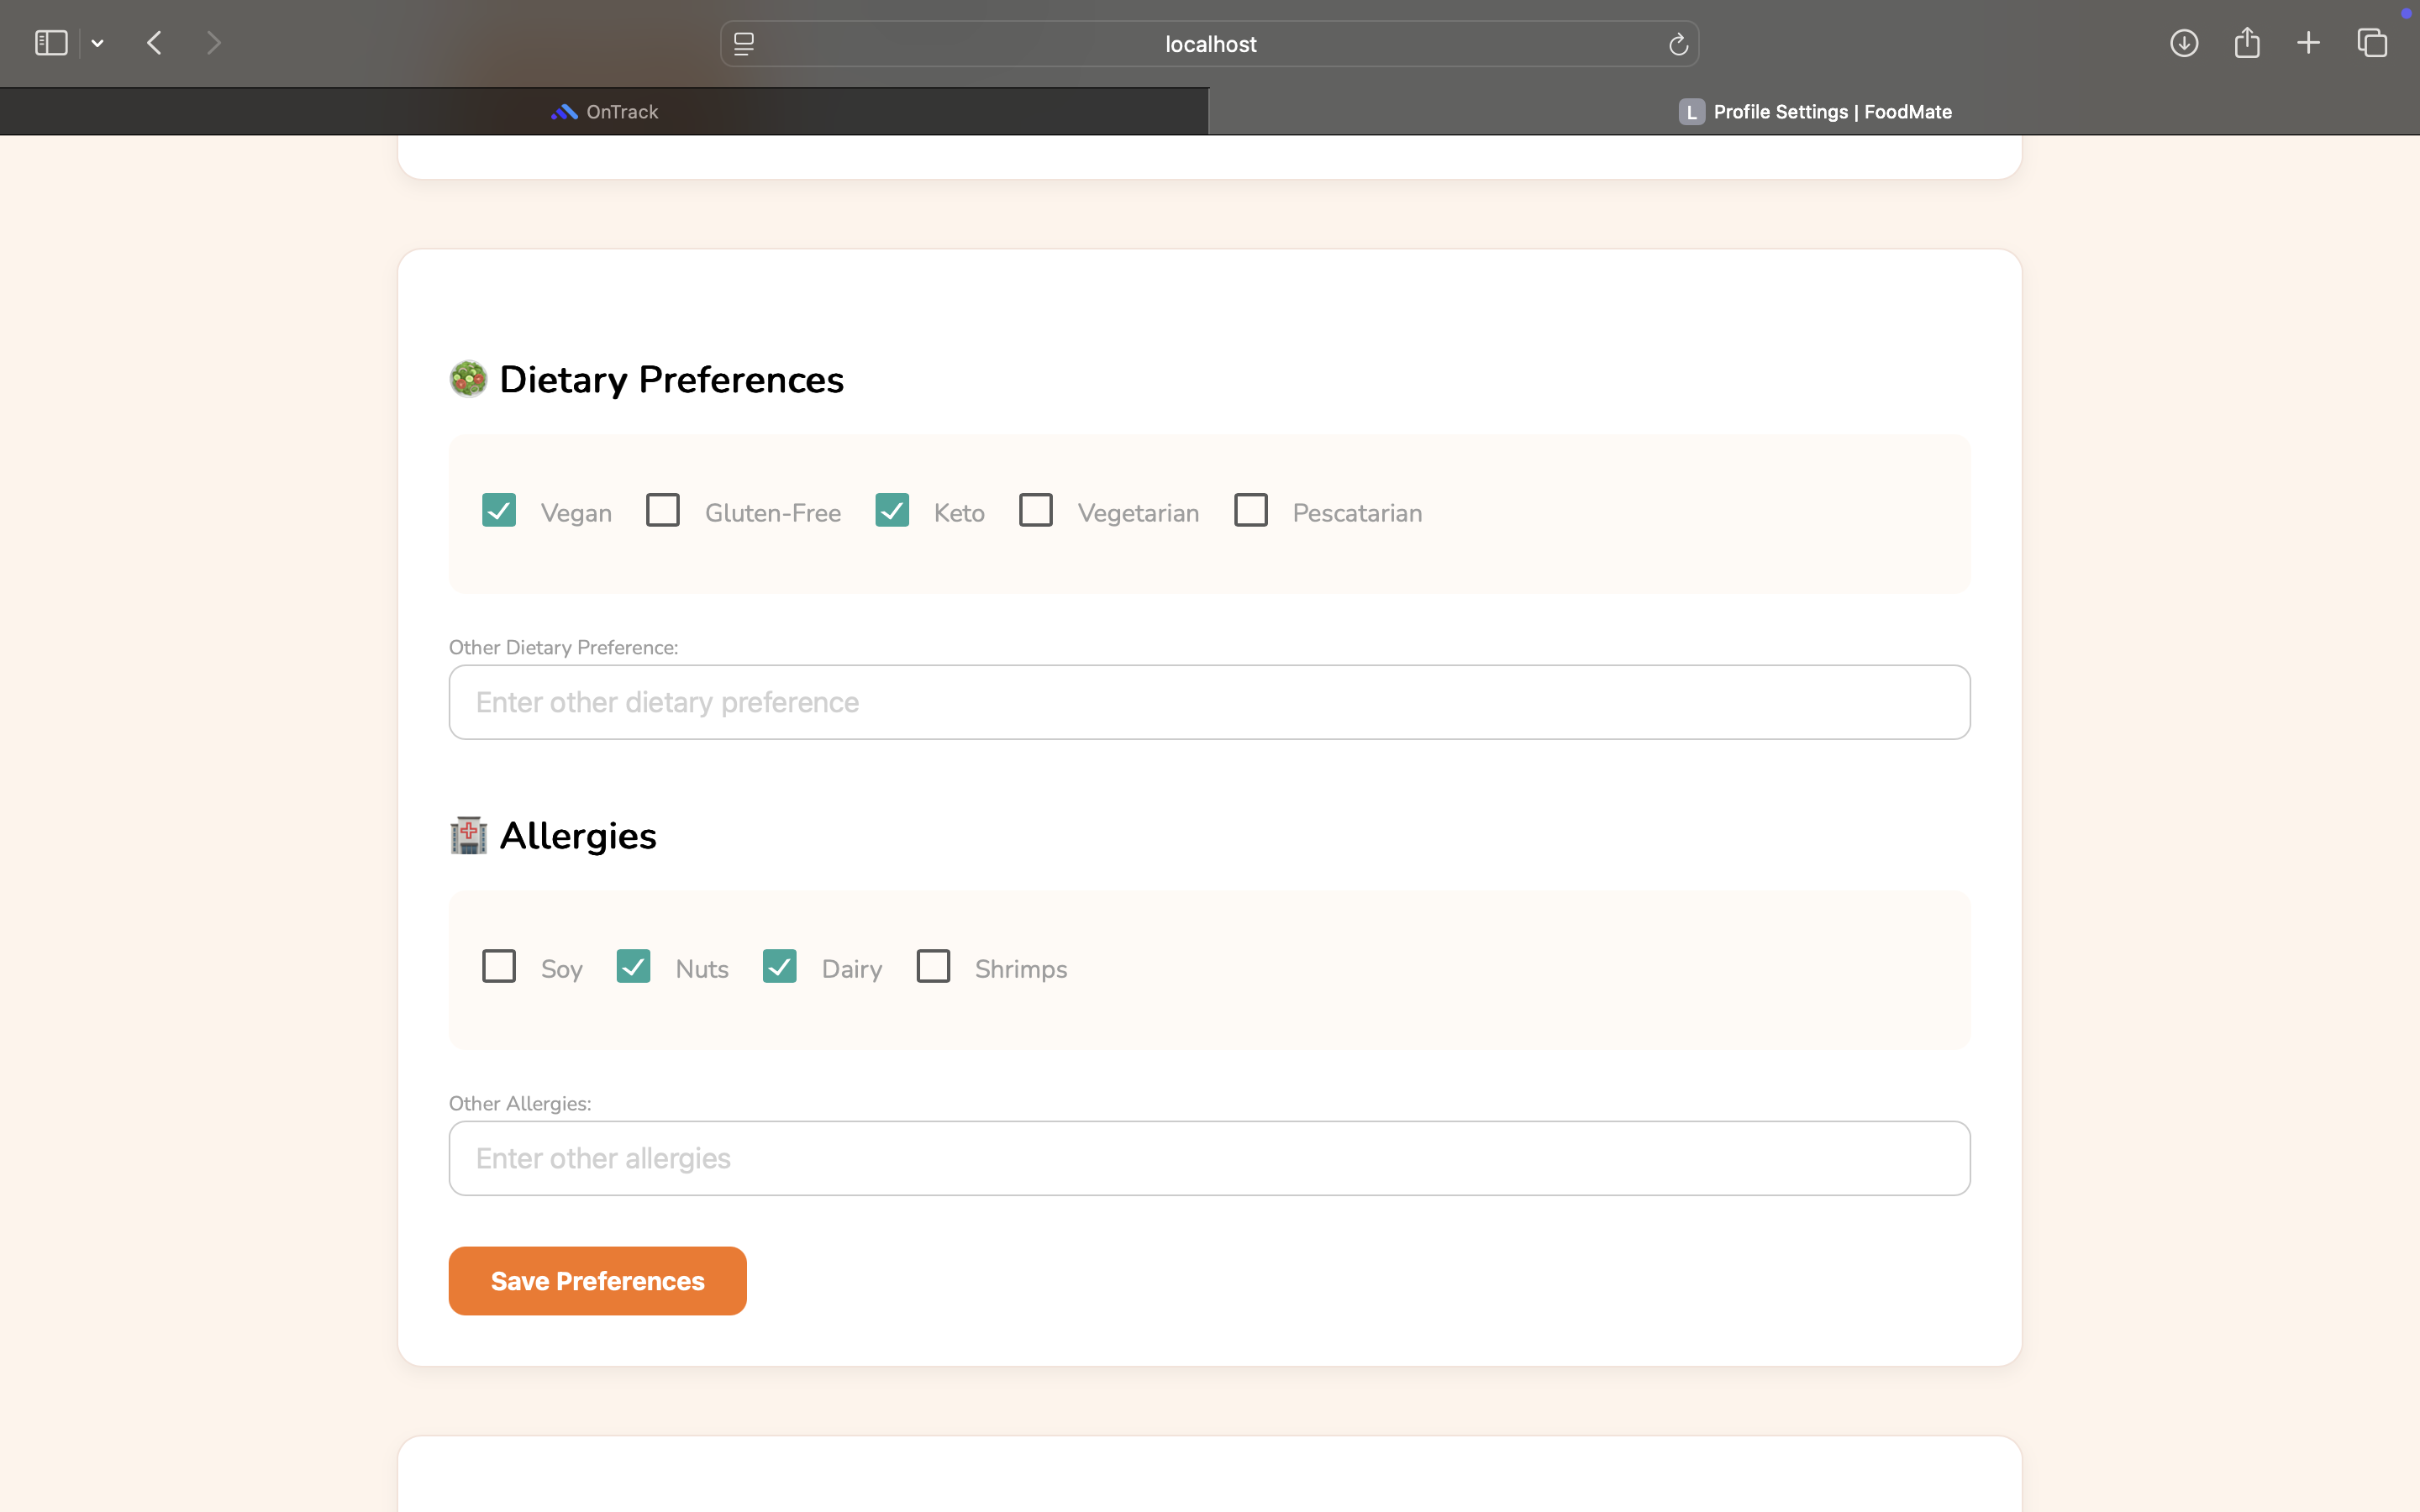 localhost
OnTrack
L Profile Settings | FoodMate
Dietary Preferences
Vegan Gluten-Free Keto Vegetarian Pescatarian
Other Dietary Preference:
Enter other dietary preference
Allergies
Soy Nuts Dairy Shrimps
Other Allergies:
Enter other allergies
Save Preferences